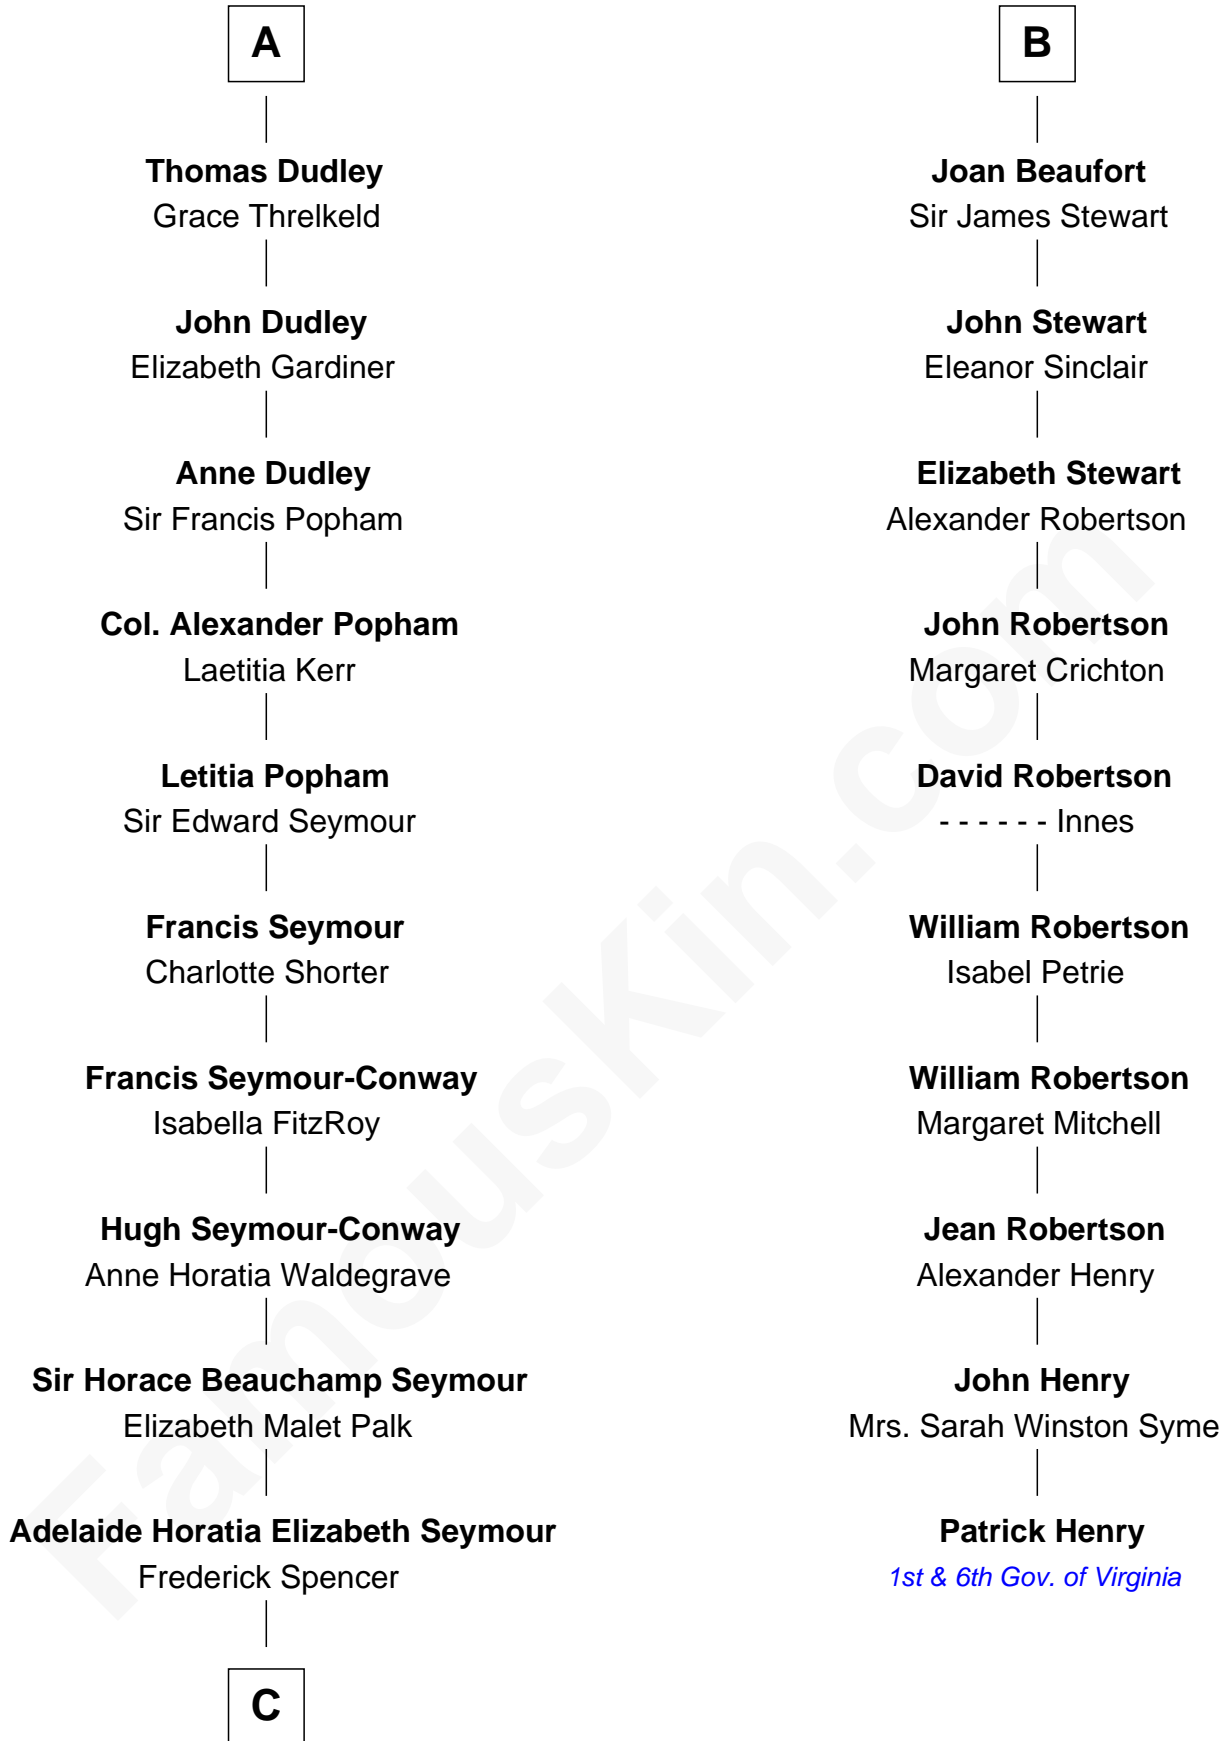 A
Thomas Dudley
Grace Threlkeld
John Dudley
Elizabeth Gardiner
Anne Dudley
Sir Francis Popham
Col. Alexander Popham
Laetitia Kerr
Letitia Popham
Sir Edward Seymour
Francis Seymour
Charlotte Shorter
Francis Seymour-Conway
Isabella FitzRoy
Hugh Seymour-Conway
Anne Horatia Waldegrave
Sir Horace Beauchamp Seymour
Elizabeth Malet Palk
Adelaide Horatia Elizabeth Seymour
Frederick Spencer
C
B
Joan Beaufort
Sir James Stewart
John Stewart
Eleanor Sinclair
Elizabeth Stewart
Alexander Robertson
John Robertson
Margaret Crichton
David Robertson
- - - - - - Innes
William Robertson
Isabel Petrie
William Robertson
Margaret Mitchell
Jean Robertson
Alexander Henry
John Henry
Mrs. Sarah Winston Syme
Patrick Henry
1st & 6th Gov. of Virginia
FamousKin.com